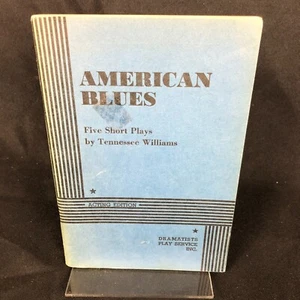 AMERICAN
BLUES
Five Short Plays
by Tennessee Williams
ACTING EDITION
DRAMATISTS
PLAY SERVICE
INC.